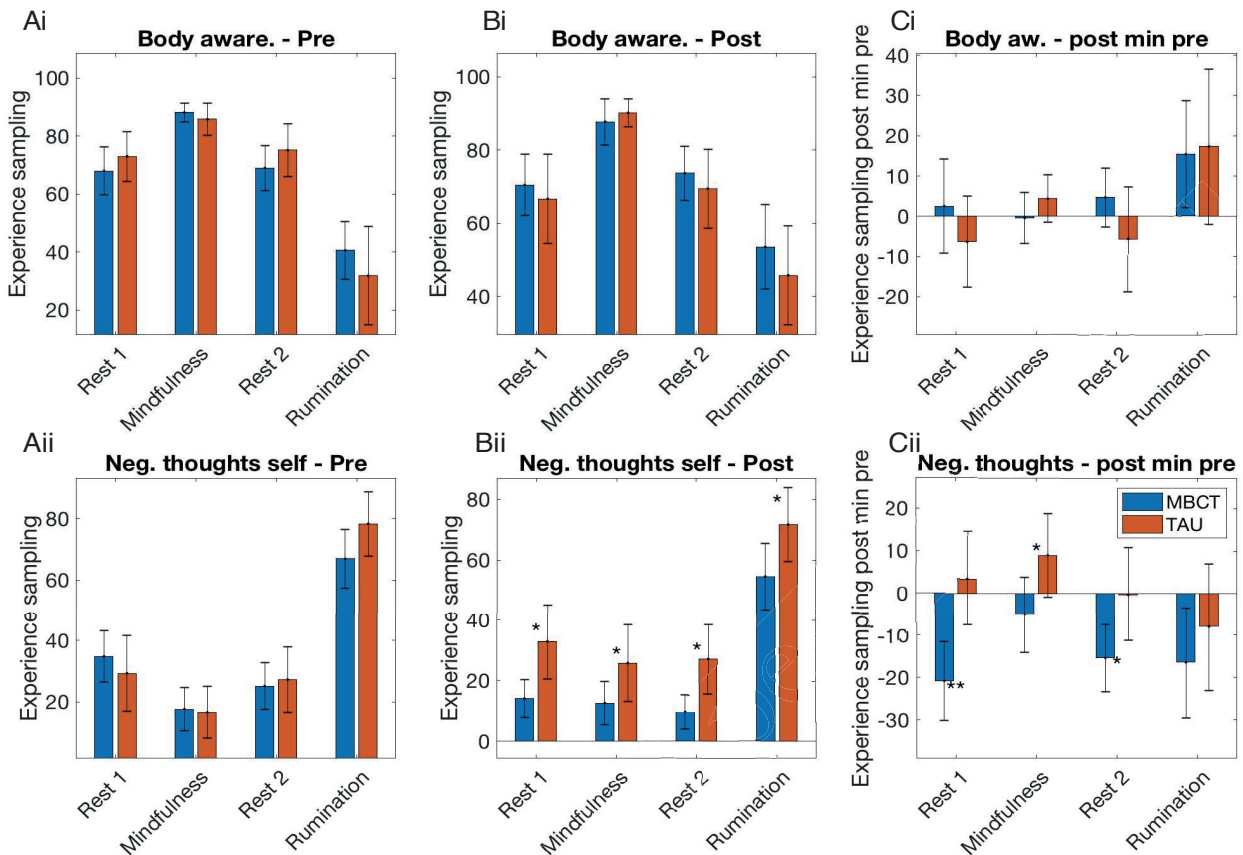 Ai
Body aware. - Pre
Experience sampling
100
80
60
40
20
Rest 1
Mindfulness
Rest 2
Rumination
Bi
Body aware. - Post
Experience sampling
100
80
60
40
Rest 1
Mindfulness
Rest 2
Rumination
Ci
Body aw. - post min pre
Experience sampling post min pre
40
30
20
10
0
-10
-20
Rest 1
Mindfulness
Rest 2
Rumination
Aii
Neg. thoughts self - Pre
Experience sampling
80
60
40
20
Rest 1
Mindfulness
Rest 2
Rumination
Bii
Neg. thoughts self - Post
Experience sampling
80
60
40
20
0
*
*
*
*
Rest 1
Mindfulness
Rest 2
Rumination
Cii
Neg. thoughts - post min pre
Experience sampling post min pre
20
10
0
-10
-20
-30
MBCT
TAU
**
*
*
Rest 1
Mindfulness
Rest 2
Rumination